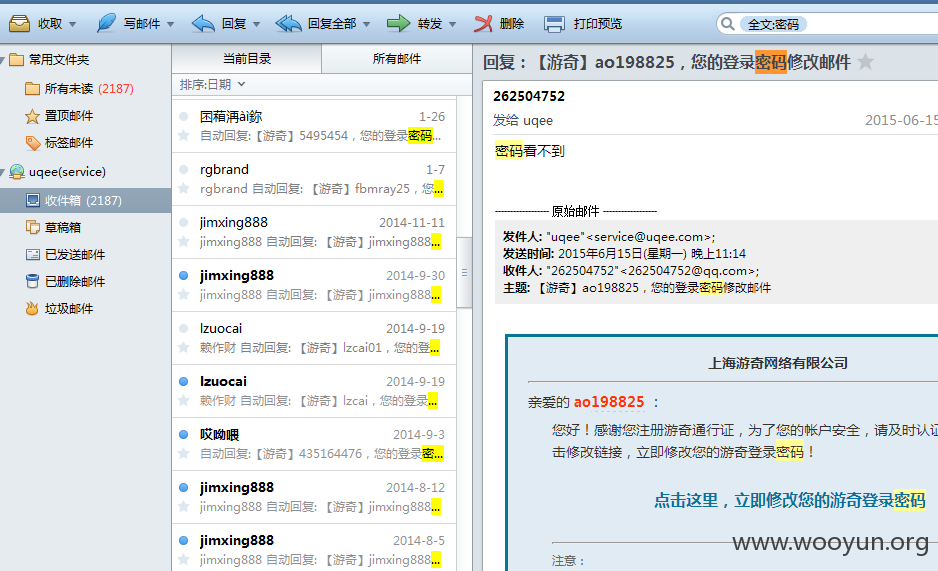 收取 写邮件 回复 回复全部 转发 删除 打印预览 全文:密码
常用文件夹
所有未读 (2187)
置顶邮件
标签邮件
uqee(service)
收件箱 (2187)
草稿箱
已发送邮件
已删除邮件
垃圾邮件
当前目录 所有邮件
排序:日期
1-26
自动回复:【游奇】5495454，您的登录密码...
rgbrand 1-7
rgbrand 自动回复: 【游奇】fbmray25，您...
jimxing888 2014-11-11
jimxing888 自动回复: 【游奇】jimxing888...
jimxing888 2014-9-30
jimxing888 自动回复: 【游奇】jimxing888...
lzuocai 2014-9-19
赖作财 自动回复: 【游奇】lzcai01，您的登...
lzuocai 2014-9-19
赖作财 自动回复: 【游奇】lzcai，您的登录...
哎呦喂 2014-9-3
自动回复:【游奇】435164476，您的登录密...
jimxing888 2014-8-12
jimxing888 自动回复: 【游奇】jimxing888...
jimxing888 2014-8-5
jimxing888 自动回复: 【游奇】jimxing888...
回复：【游奇】ao198825，您的登录密码修改邮件
262504752
发给 uqee 2015-06-15
密码看不到
------------------ 原始邮件 ------------------
发件人: "uqee"<service@uqee.com>;
发送时间: 2015年6月15日(星期一) 晚上11:14
收件人: "262504752"<262504752@qq.com>;
主题: 【游奇】ao198825，您的登录密码修改邮件
上海游奇网络有限公司
亲爱的 ao198825 ：
您好！感谢您注册游奇通行证，为了您的帐户安全，请及时认证
击修改链接，立即修改您的游奇登录密码！
点击这里，立即修改您的游奇登录密码
注意：
www.wooyun.org